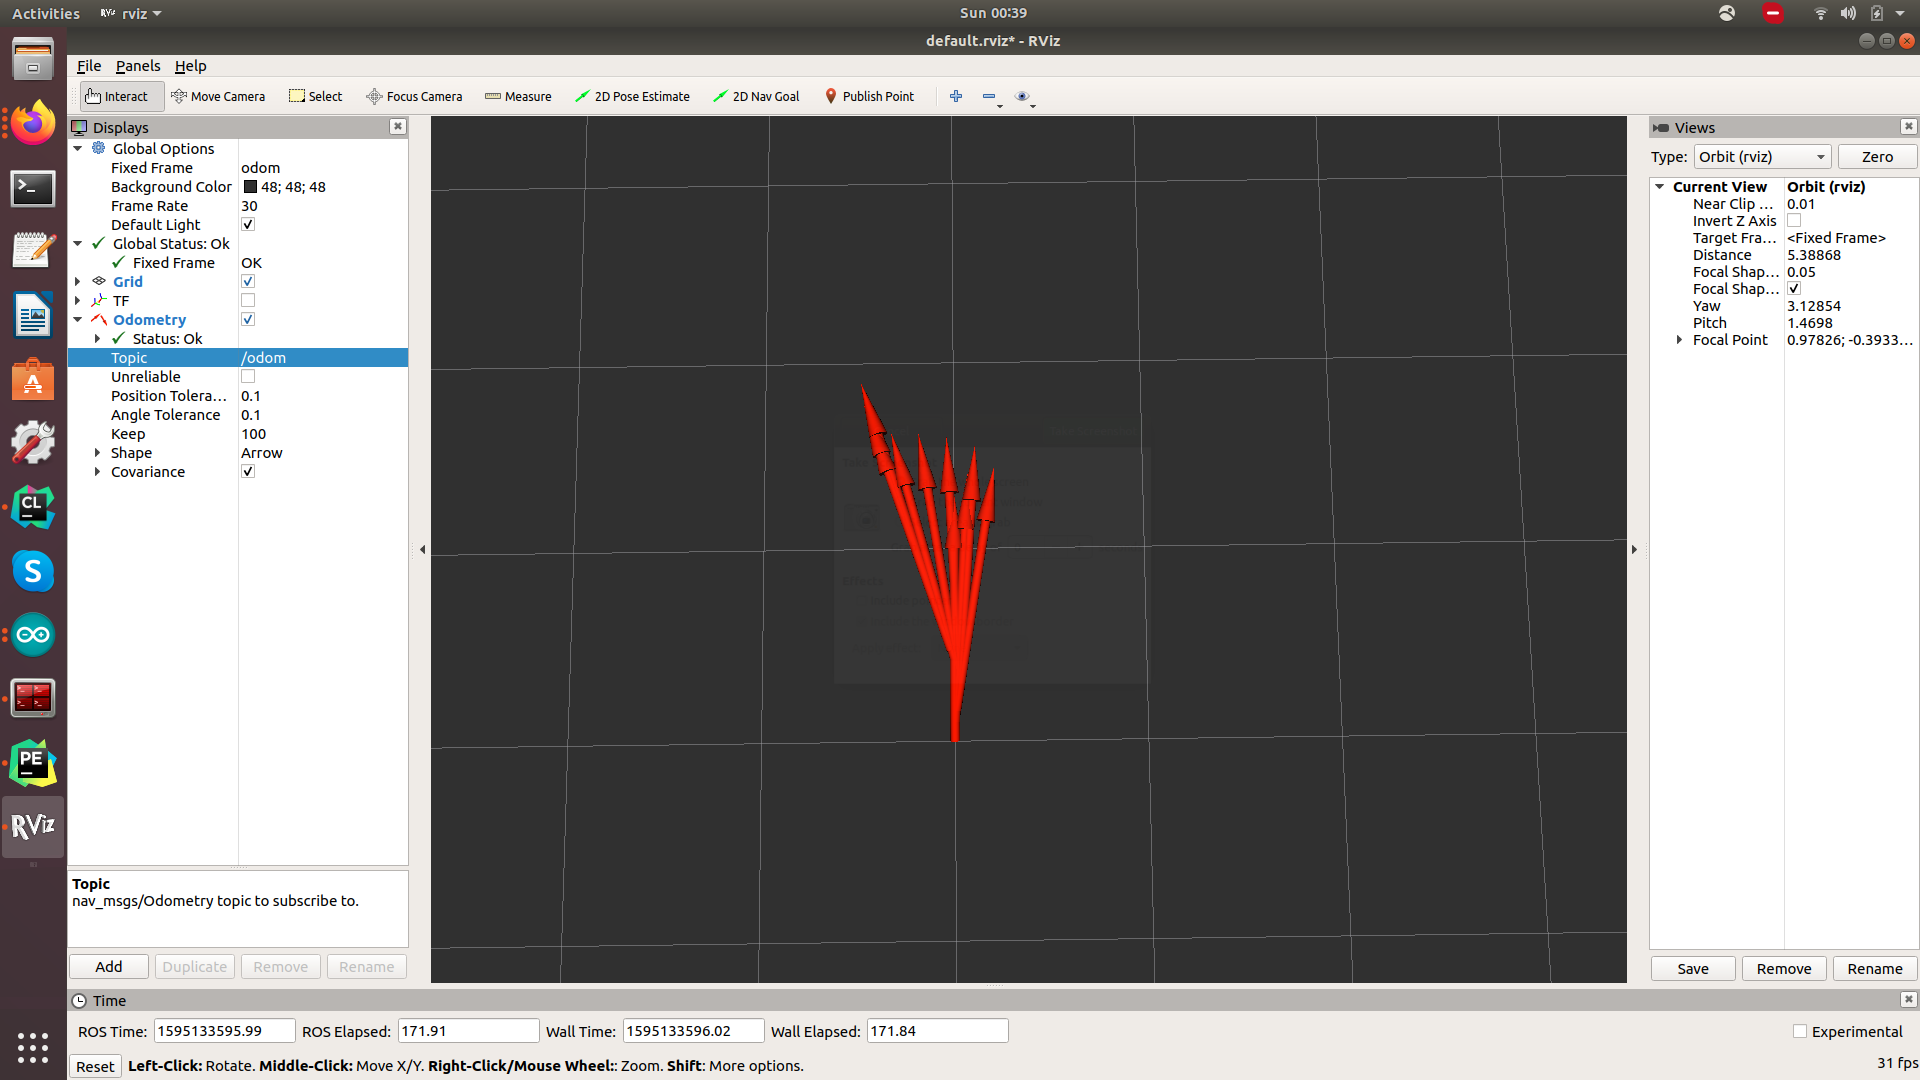 Activities
RViz rviz
Sun 00:39
default.rviz* - RViz
File Panels Help
Interact Move Camera Select Focus Camera Measure 2D Pose Estimate 2D Nav Goal Publish Point
Displays
Global Options
Fixed Frame odom
Background Color 48; 48; 48
Frame Rate 30
Default Light
Global Status: Ok
Fixed Frame OK
Grid
TF
Odometry
Status: Ok
Topic /odom
Unreliable
Position Tolera... 0.1
Angle Tolerance 0.1
Keep 100
Shape Arrow
Covariance
Topic
nav_msgs/Odometry topic to subscribe to.
Add Duplicate Remove Rename
Effects
Views
Type: Orbit (rviz) Zero
Current View Orbit (rviz)
Near Clip ... 0.01
Invert Z Axis
Target Fra... <Fixed Frame>
Distance 5.38868
Focal Shap... 0.05
Focal Shap...
Yaw 3.12854
Pitch 1.4698
Focal Point 0.97826; -0.3933...
Save Remove Rename
CL
S
PE
RViz
Time
ROS Time: 1595133595.99 ROS Elapsed: 171.91 Wall Time: 1595133596.02 Wall Elapsed: 171.84 Experimental
Reset Left-Click: Rotate. Middle-Click: Move X/Y. Right-Click/Mouse Wheel:: Zoom. Shift: More options. 31 fps